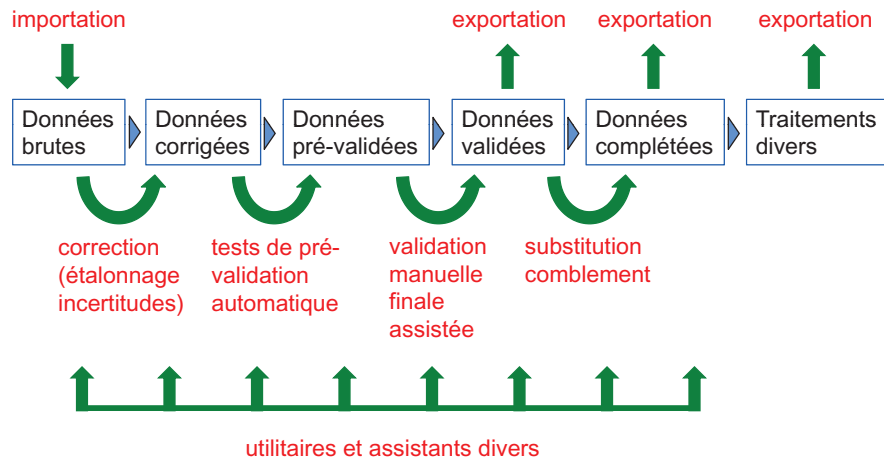 importation
exportation
exportation
exportation
Données
brutes
Données
corrigées
Données
pré-validées
Données
validées
Données
complétées
Traitements
divers
correction
(étalonnage
incertitudes)
tests de pré-
validation
automatique
validation
manuelle
finale
assistée
substitution
comblement
utilitaires et assistants divers